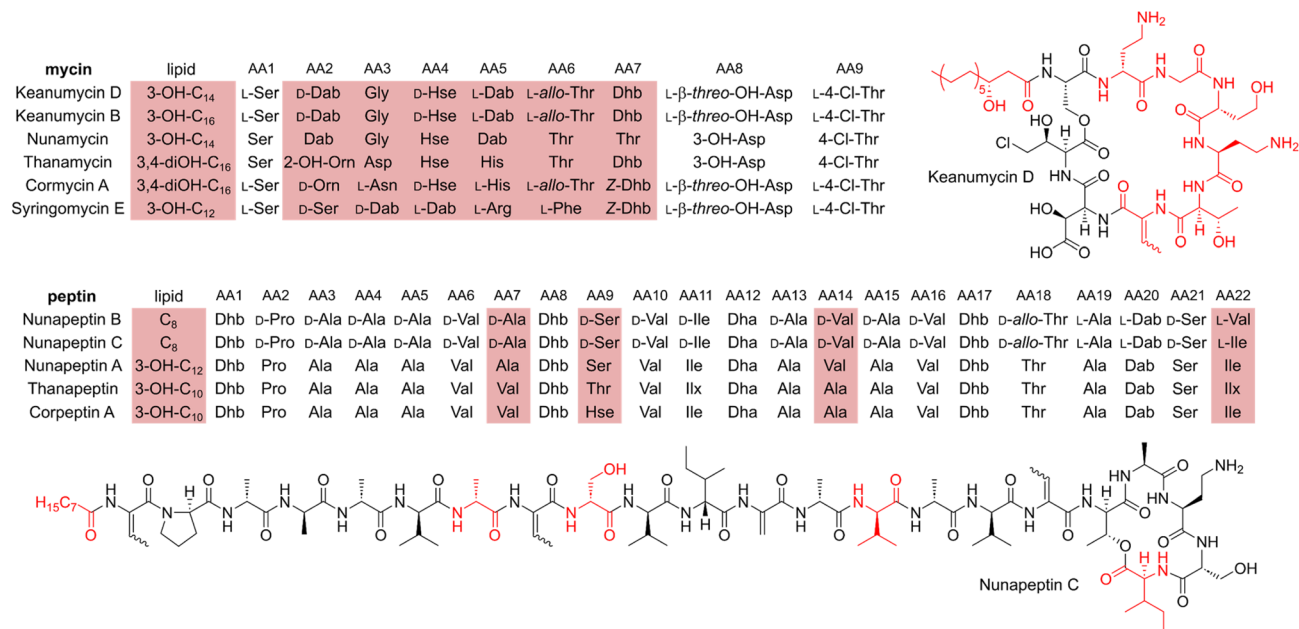 mycin lipid AA1 AA2 AA3 AA4 AA5 AA6 AA7 AA8 AA9
Keanumycin D 3-OH-C₁₄ L-Ser D-Dab Gly D-Hse L-Dab L-allo-Thr Dhb L-β-threo-OH-Asp L-4-Cl-Thr
Keanumycin B 3-OH-C₁₆ L-Ser D-Dab Gly D-Hse L-Dab L-allo-Thr Dhb L-β-threo-OH-Asp L-4-Cl-Thr
Nunamycin 3-OH-C₁₄ Ser Dab Gly Hse Dab Thr Thr 3-OH-Asp 4-Cl-Thr
Thanamycin 3,4-diOH-C₁₆ Ser 2-OH-Orn Asp Hse His Thr Dhb 3-OH-Asp 4-Cl-Thr
Cormycin A 3,4-diOH-C₁₆ L-Ser D-Orn L-Asn D-Hse L-His L-allo-Thr Z-Dhb L-β-threo-OH-Asp L-4-Cl-Thr
Syringomycin E 3-OH-C₁₂ L-Ser D-Ser D-Dab L-Dab L-Arg L-Phe Z-Dhb L-β-threo-OH-Asp L-4-Cl-Thr
NH₂
H N O H N O
5 OH O N H O
O OH
HO O HN
Cl O NH NH₂
Keanumycin D NH O HN O
HO O H N O H N
HO O H N H O OH
peptin lipid AA1 AA2 AA3 AA4 AA5 AA6 AA7 AA8 AA9 AA10 AA11 AA12 AA13 AA14 AA15 AA16 AA17 AA18 AA19 AA20 AA21 AA22
Nunapeptin B C₈ Dhb D-Pro D-Ala D-Ala D-Ala D-Val D-Ala Dhb D-Ser D-Val D-Ile Dha D-Ala D-Val D-Ala D-Val Dhb D-allo-Thr L-Ala L-Dab D-Ser L-Val
Nunapeptin C C₈ Dhb D-Pro D-Ala D-Ala D-Ala D-Val D-Ala Dhb D-Ser D-Val D-Ile Dha D-Ala D-Val D-Ala D-Val Dhb D-allo-Thr L-Ala L-Dab D-Ser L-Ile
Nunapeptin A 3-OH-C₁₂ Dhb Pro Ala Ala Ala Val Ala Dhb Ser Val Ile Dha Ala Val Ala Val Dhb Thr Ala Dab Ser Ile
Thanapeptin 3-OH-C₁₀ Dhb Pro Ala Ala Ala Val Val Dhb Thr Val Ilx Dha Ala Ala Ala Val Dhb Thr Ala Dab Ser Ilx
Corpeptin A 3-OH-C₁₀ Dhb Pro Ala Ala Ala Val Val Dhb Hse Val Ile Dha Ala Ala Ala Val Dhb Thr Ala Dab Ser Ile
H₁₅C₇ OH NH₂
Nunapeptin C